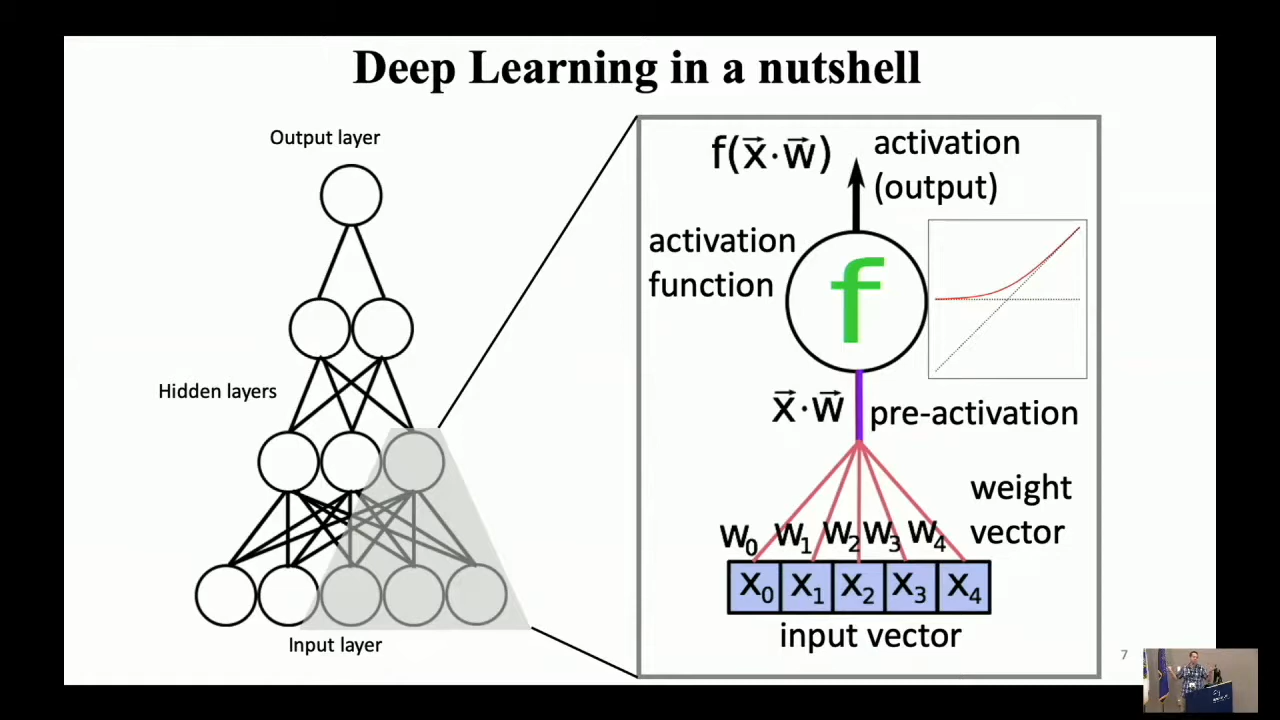 Deep Learning in a nutshell
Output layer
Hidden layers
Input layer
f(x⃗·w⃗)
activation
(output)
activation
function
f
x⃗·w⃗
pre-activation
weight
vector
w₀ w₁ w₂ w₃ w₄
x₀ x₁ x₂ x₃ x₄
input vector
7